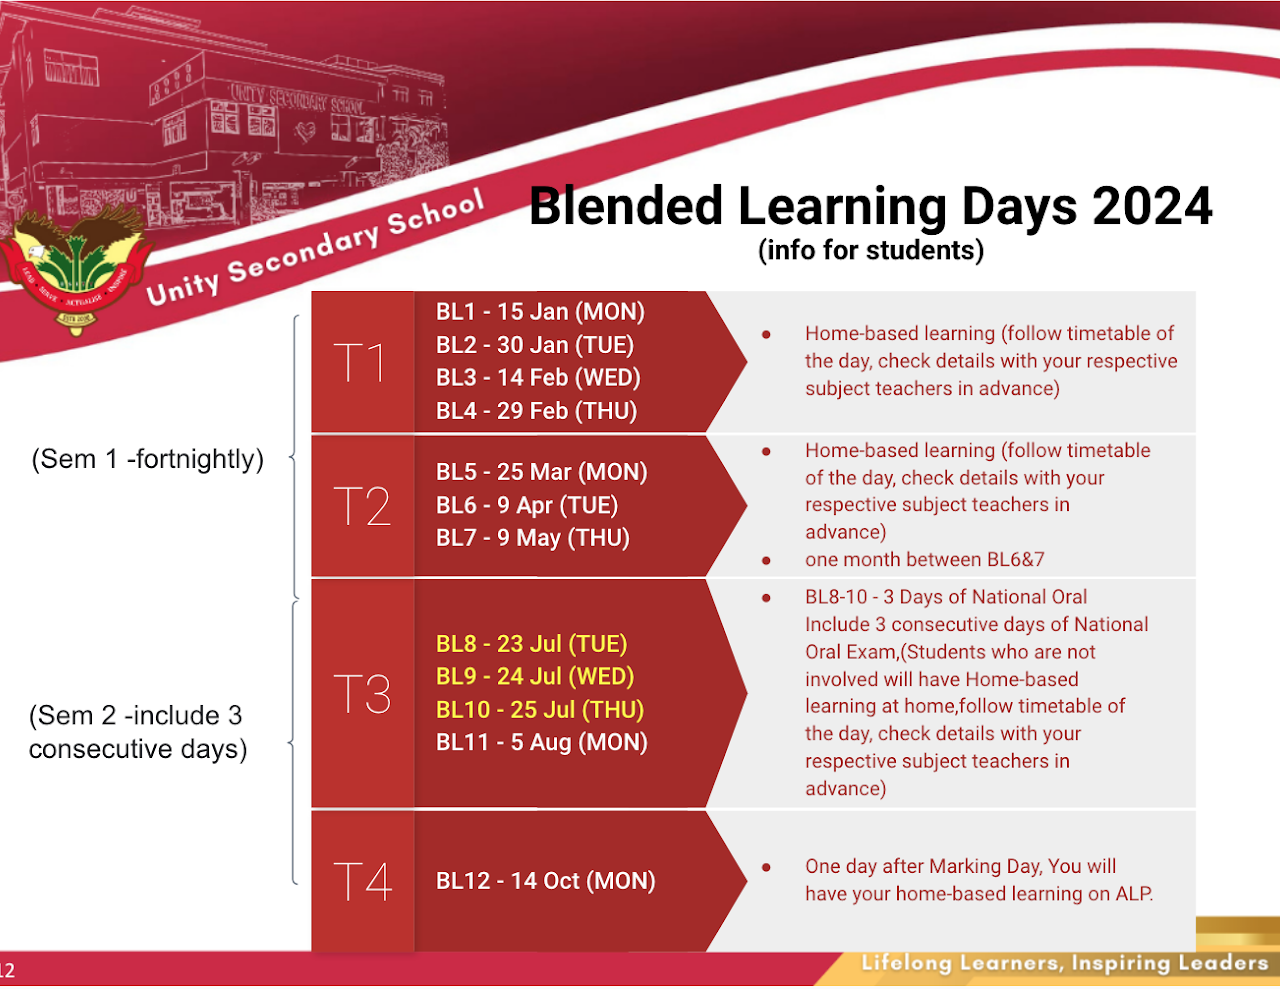 UNITY SECONDARY SCHOOL
Unity Secondary School
LEAD • SERVE • ACTUALISE • INSPIRE
Blended Learning Days 2024
(info for students)
(Sem 1 -fortnightly)
T1
BL1 - 15 Jan (MON)
BL2 - 30 Jan (TUE)
BL3 - 14 Feb (WED)
BL4 - 29 Feb (THU)
● Home-based learning (follow timetable of
the day, check details with your respective
subject teachers in advance)
T2
BL5 - 25 Mar (MON)
BL6 - 9 Apr (TUE)
BL7 - 9 May (THU)
● Home-based learning (follow timetable
of the day, check details with your
respective subject teachers in
advance)
● one month between BL6&7
(Sem 2 -include 3
consecutive days)
T3
BL8 - 23 Jul (TUE)
BL9 - 24 Jul (WED)
BL10 - 25 Jul (THU)
BL11 - 5 Aug (MON)
● BL8-10 - 3 Days of National Oral
Include 3 consecutive days of National
Oral Exam,(Students who are not
involved will have Home-based
learning at home,follow timetable of
the day, check details with your
respective subject teachers in
advance)
T4
BL12 - 14 Oct (MON)
● One day after Marking Day, You will
have your home-based learning on ALP.
12
Lifelong Learners, Inspiring Leaders